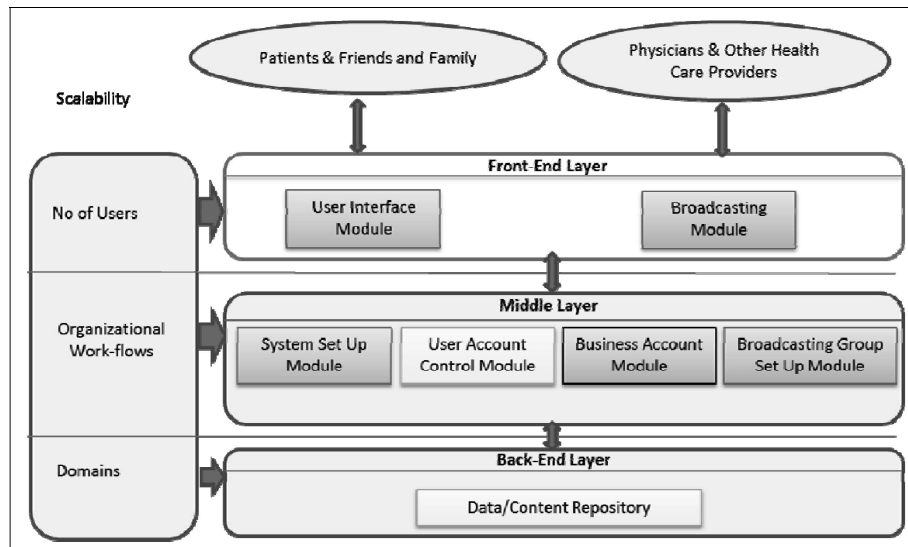 Patients & Friends and Family
Physicians & Other Health
Care Providers
Scalability
Front-End Layer
No of Users
User Interface
Module
Broadcasting
Module
Middle Layer
Organizational
Work-flows
System Set Up
Module
User Account
Control Module
Business Account
Module
Broadcasting Group
Set Up Module
Back-End Layer
Domains
Data/Content Repository